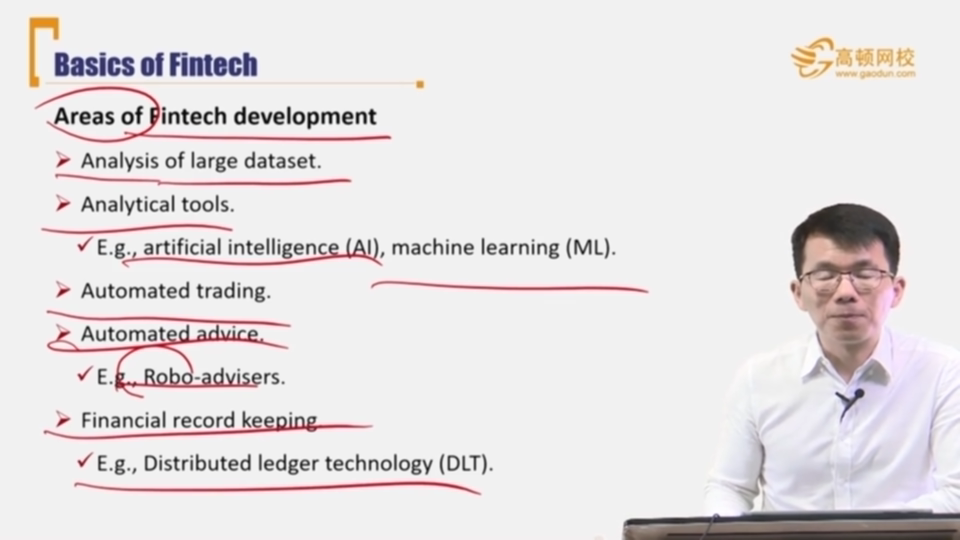 Basics of Fintech
高顿网校
www.gaodun.com
Areas of Fintech development
Analysis of large dataset.
Analytical tools.
E.g., artificial intelligence (AI), machine learning (ML).
Automated trading.
Automated advice.
E.g., Robo-advisers.
Financial record keeping
E.g., Distributed ledger technology (DLT).